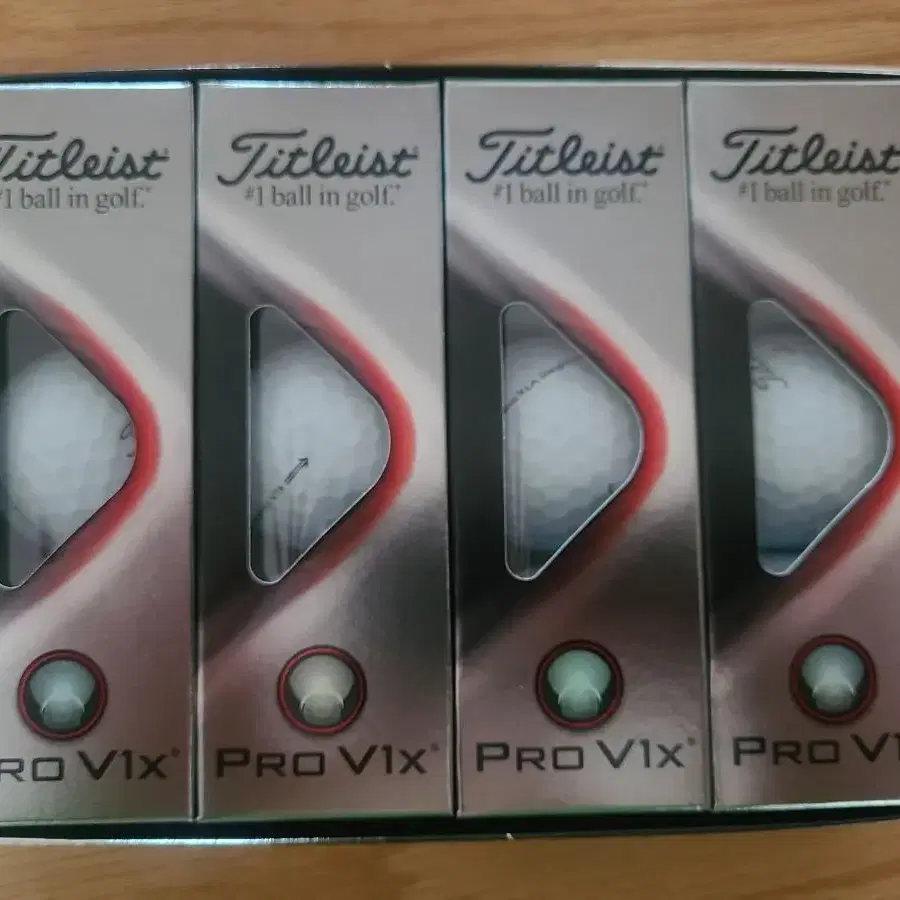 Titleist
#1 ball in golf.
PRO V1x
Titleist
#1 ball in golf.
PRO V1x
Titleist
#1 ball in golf.
PRO V1x
Titleist
#1 ball in golf.
PRO V1